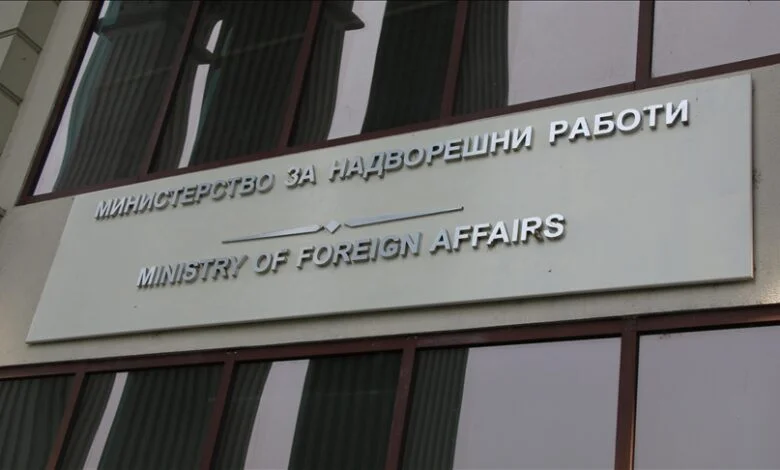 МИНИСТЕРСТВО ЗА НАДВОРЕШНИ РАБОТИ
MINISTRY OF FOREIGN AFFAIRS